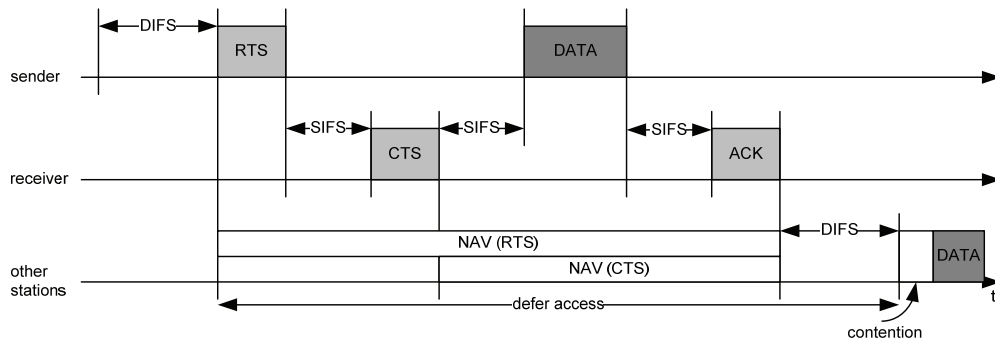 DIFS
RTS
DATA
sender
SIFS
SIFS
SIFS
CTS
ACK
receiver
NAV (RTS)
DIFS
NAV (CTS)
DATA
other
stations
defer access
t
contention